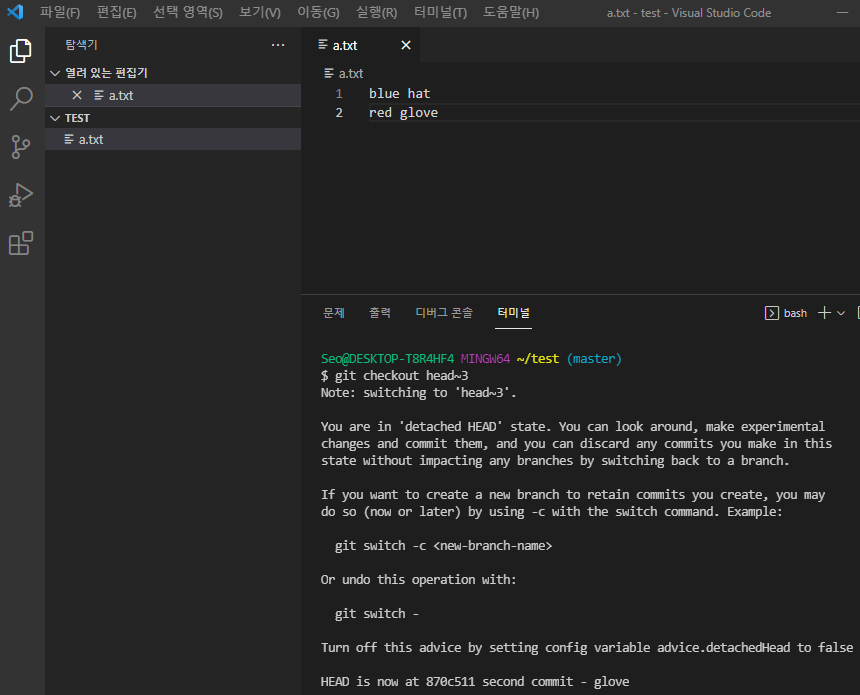 파일(F) 편집(E) 선택 영역(S) 보기(V) 이동(G) 실행(R) 터미널(T) 도움말(H) a.txt - test - Visual Studio Code
탐색기
열려 있는 편집기
a.txt
TEST
a.txt
a.txt
a.txt
1 blue hat
2 red glove
문제 출력 디버그 콘솔 터미널 bash
Seo@DESKTOP-T8R4HF4 MINGW64 ~/test (master)
$ git checkout head~3
Note: switching to 'head~3'.
You are in 'detached HEAD' state. You can look around, make experimental
changes and commit them, and you can discard any commits you make in this
state without impacting any branches by switching back to a branch.
If you want to create a new branch to retain commits you create, you may
do so (now or later) by using -c with the switch command. Example:
git switch -c <new-branch-name>
Or undo this operation with:
git switch -
Turn off this advice by setting config variable advice.detachedHead to false
HEAD is now at 870c511 second commit - glove